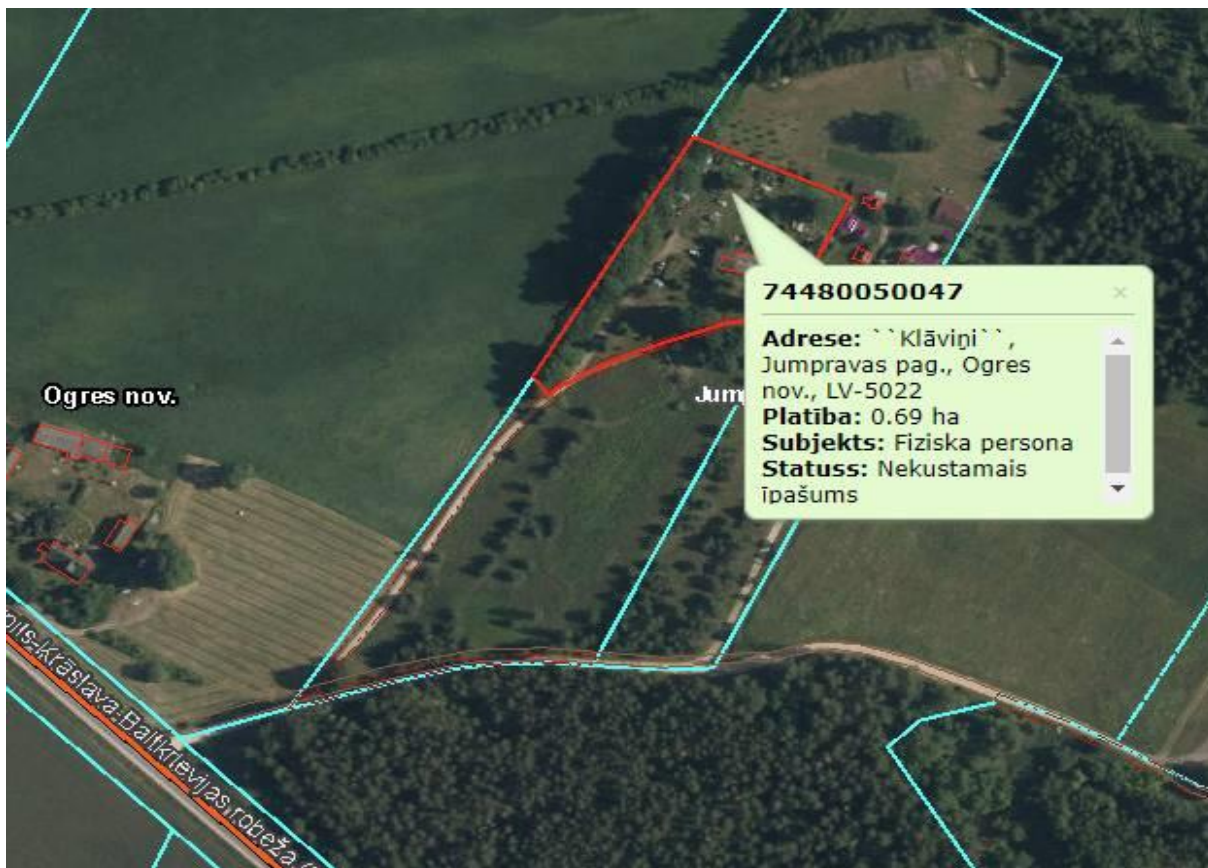 74480050047
×
Adrese: ``Klāviņi``,
Jumpravas pag., Ogres
nov., LV-5022
Platība: 0.69 ha
Subjekts: Fiziska persona
Statuss: Nekustamais
īpašums
Ogres nov.
Jump
pils-Krāslava-Baltkrievijas robeža (